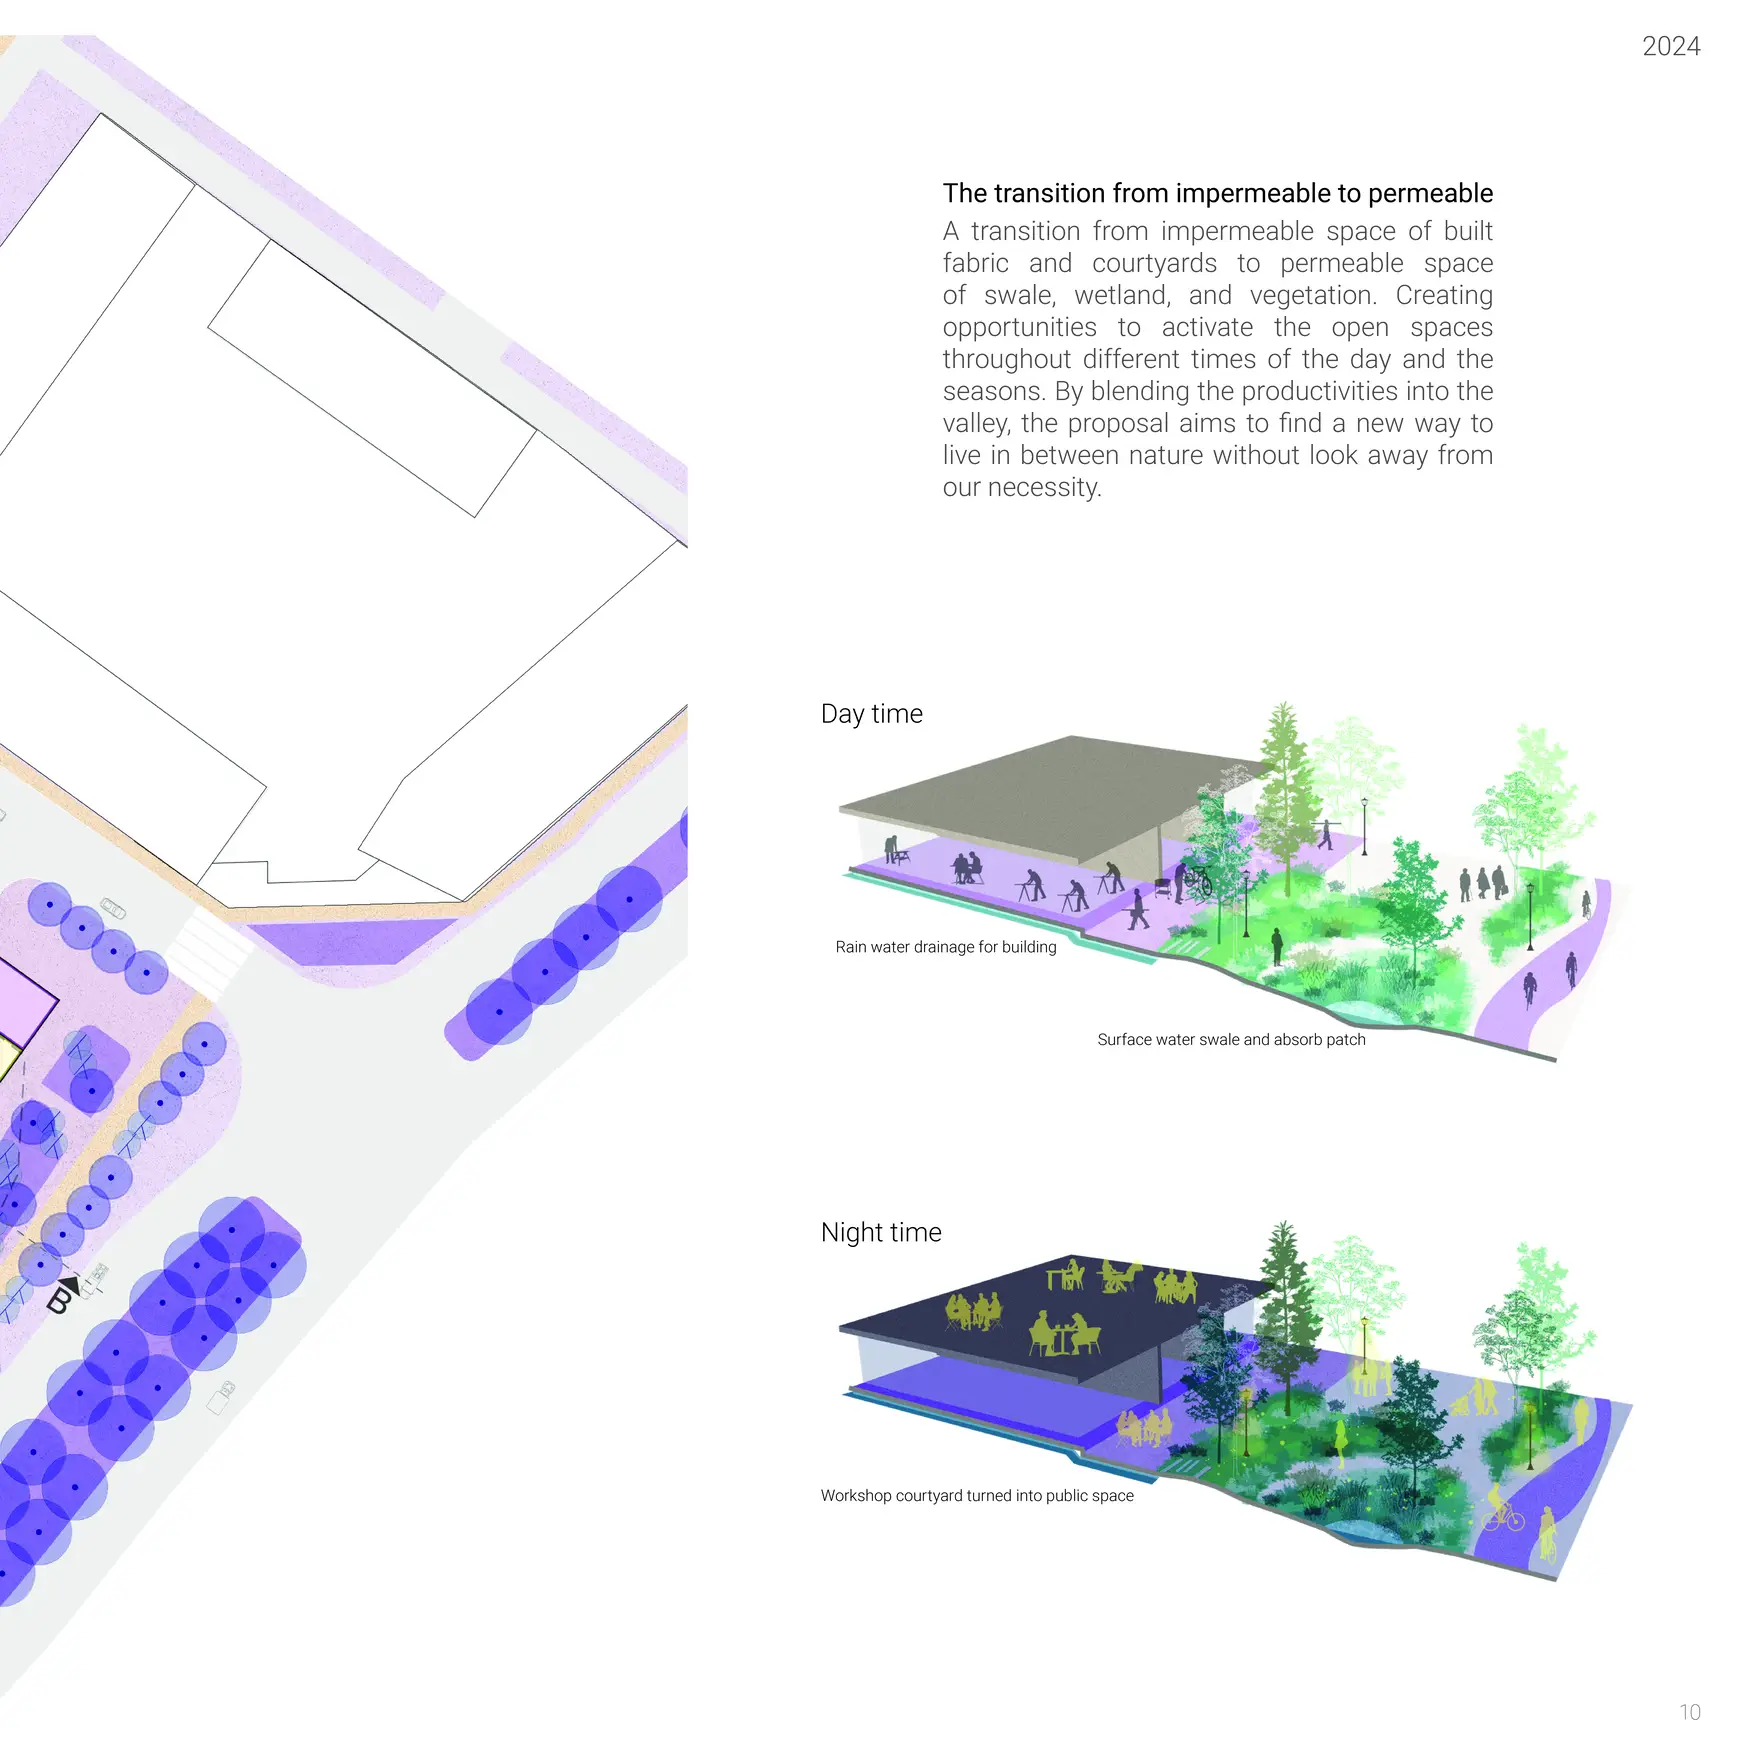 2024
The transition from impermeable to permeable
A transition from impermeable space of built
fabric and courtyards to permeable space
of swale, wetland, and vegetation. Creating
opportunities to activate the open spaces
throughout different times of the day and the
seasons. By blending the productivities into the
valley, the proposal aims to find a new way to
live in between nature without look away from
our necessity.
Day time
Rain water drainage for building
Surface water swale and absorb patch
Night time
B
Workshop courtyard turned into public space
10